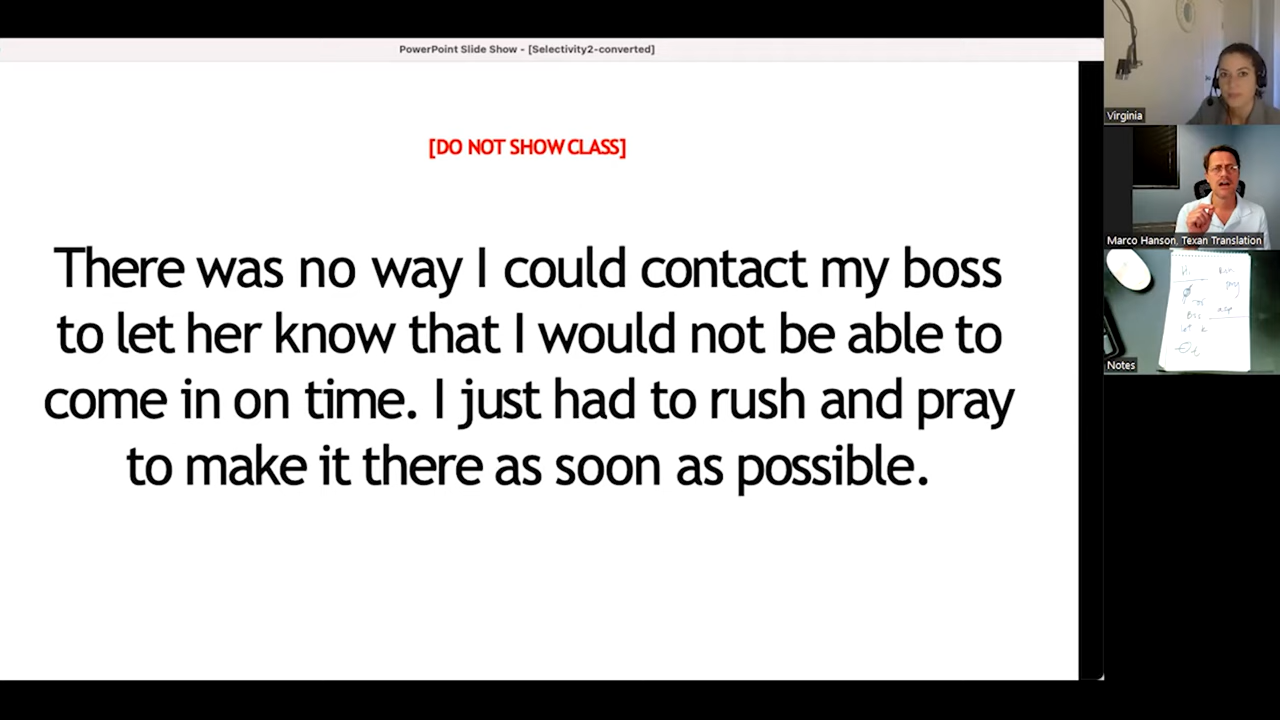 PowerPoint Slide Show - [Selectivity2-converted]
[DO NOT SHOW CLASS]
There was no way I could contact my boss
to let her know that I would not be able to
come in on time. I just had to rush and pray
to make it there as soon as possible.
Virginia
Marco Hanson, Texan Translation
Notes